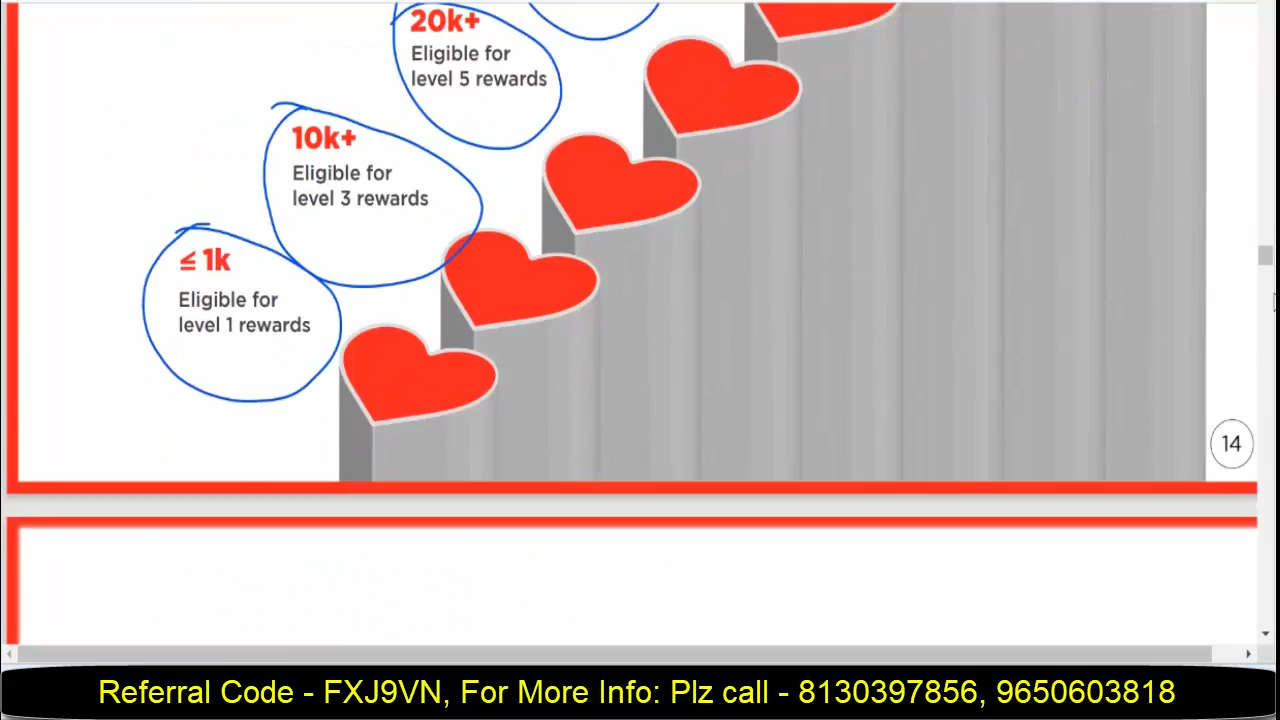 20k+
Eligible for
level 5 rewards
10k+
Eligible for
level 3 rewards
≤ 1k
Eligible for
level 1 rewards
14
Referral Code - FXJ9VN, For More Info: Plz call - 8130397856, 9650603818